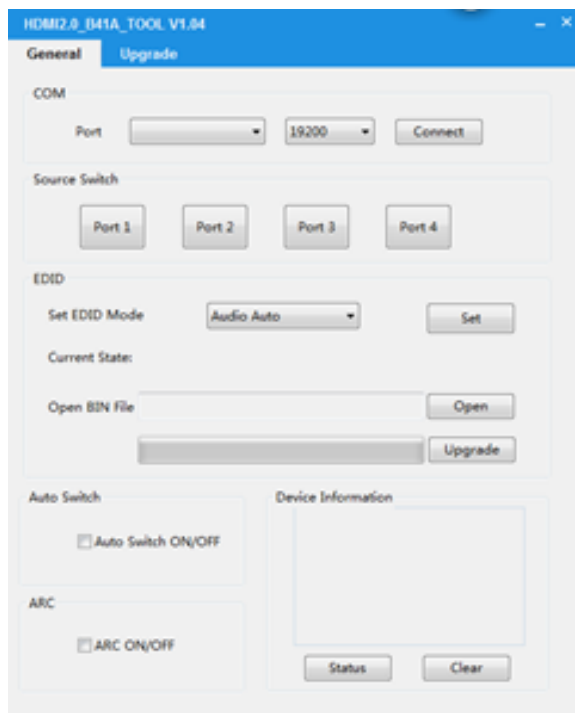 HDMI2.0_B41A_TOOL V1.04
General Upgrade
COM
Port 19200 Connect
Source Switch
Port 1 Port 2 Port 3 Port 4
EDID
Set EDID Mode Audio Auto Set
Current State:
Open BIN File Open
Upgrade
Auto Switch
Auto Switch ON/OFF
ARC
ARC ON/OFF
Device Information
Status Clear